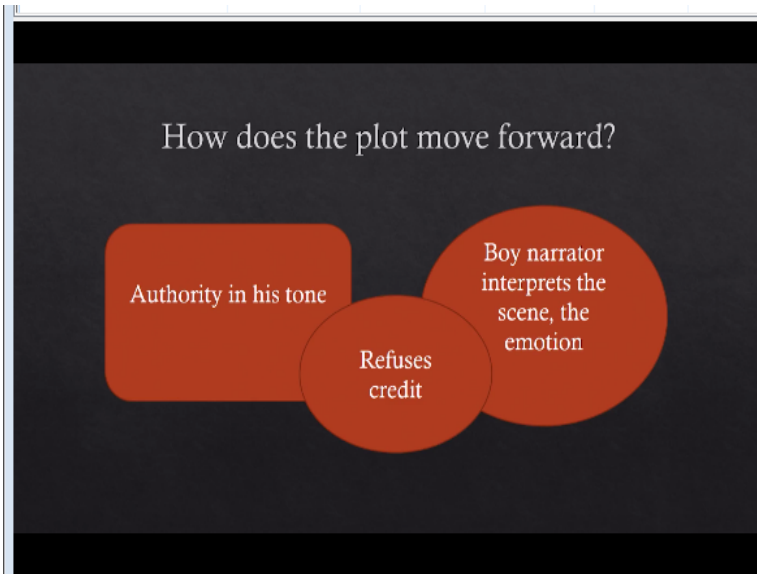 How does the plot move forward?
Authority in his tone
Refuses
credit
Boy narrator
interprets the
scene, the
emotion